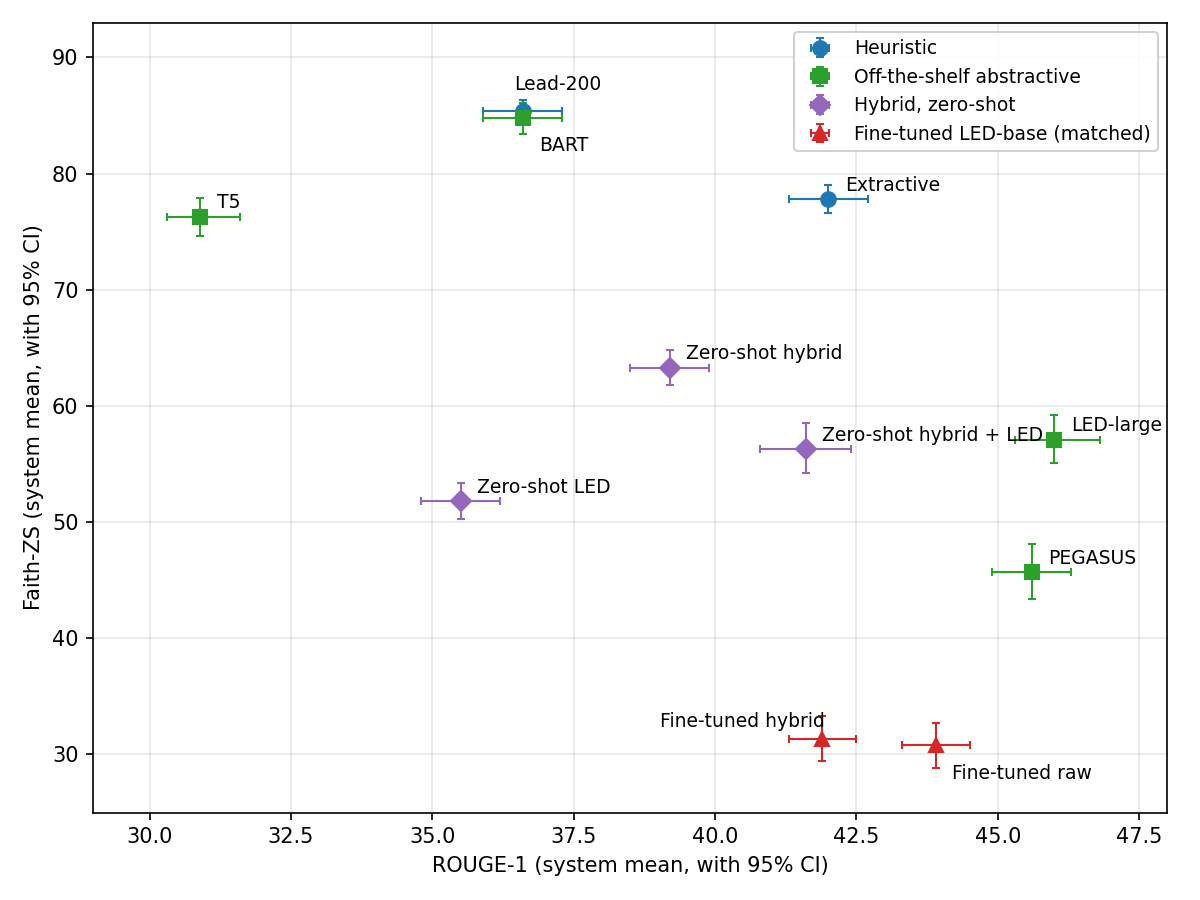 Heuristic
Off-the-shelf abstractive
Hybrid, zero-shot
Fine-tuned LED-base (matched)
Lead-200
BART
T5
Extractive
Zero-shot hybrid
Zero-shot hybrid + LED
LED-large
Zero-shot LED
PEGASUS
Fine-tuned hybrid
Fine-tuned raw
90
80
70
60
50
40
30
Faith-ZS (system mean, with 95% CI)
30.0 32.5 35.0 37.5 40.0 42.5 45.0 47.5
ROUGE-1 (system mean, with 95% CI)